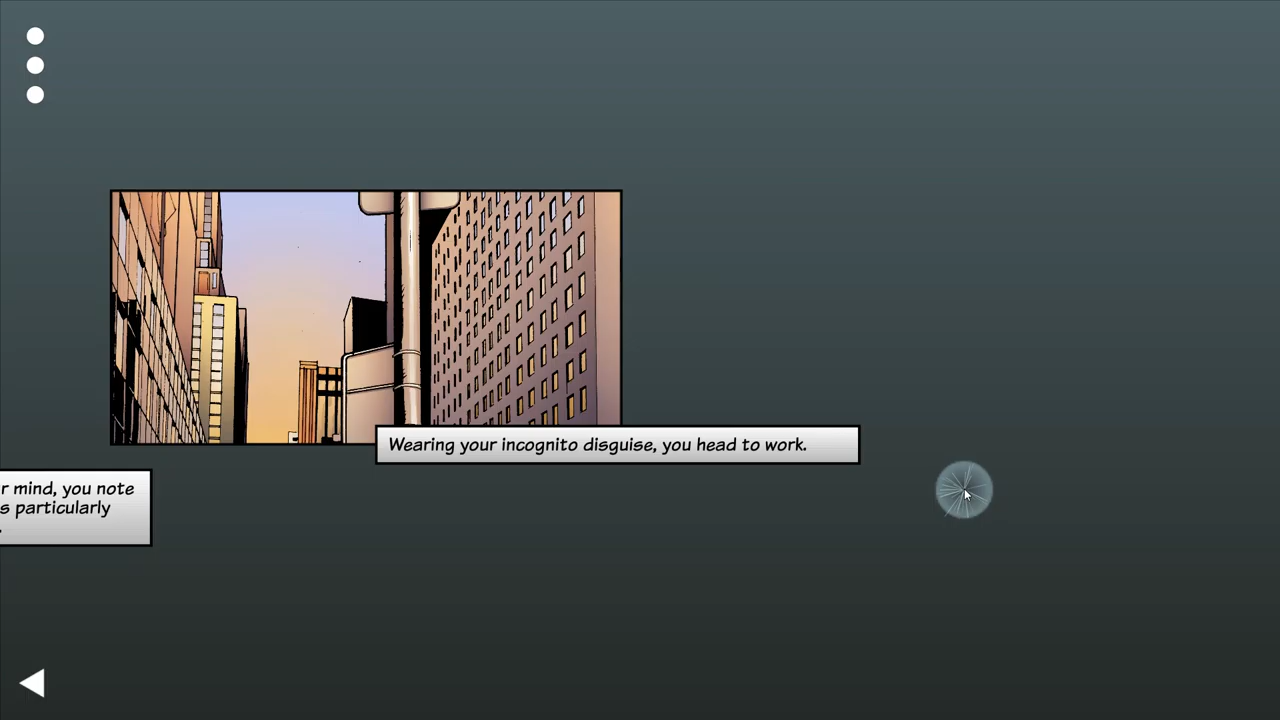 Wearing your incognito disguise, you head to work.
r mind, you note
s particularly